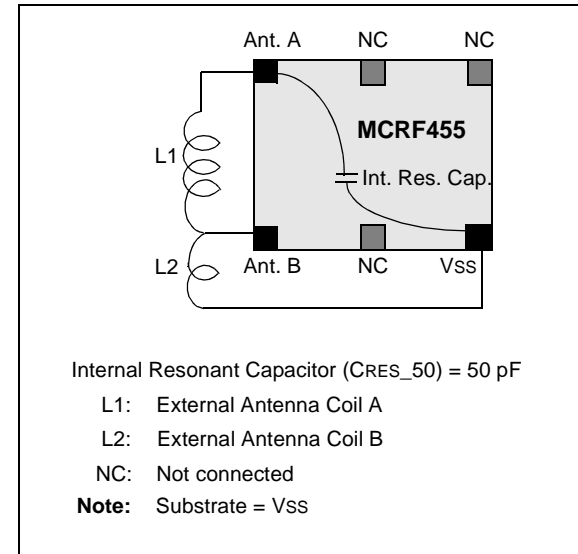 Ant. A NC NC
MCRF455
L1
Int. Res. Cap.
L2 Ant. B NC VSS
Internal Resonant Capacitor (CRES_50) = 50 pF
L1: External Antenna Coil A
L2: External Antenna Coil B
NC: Not connected
Note: Substrate = VSS